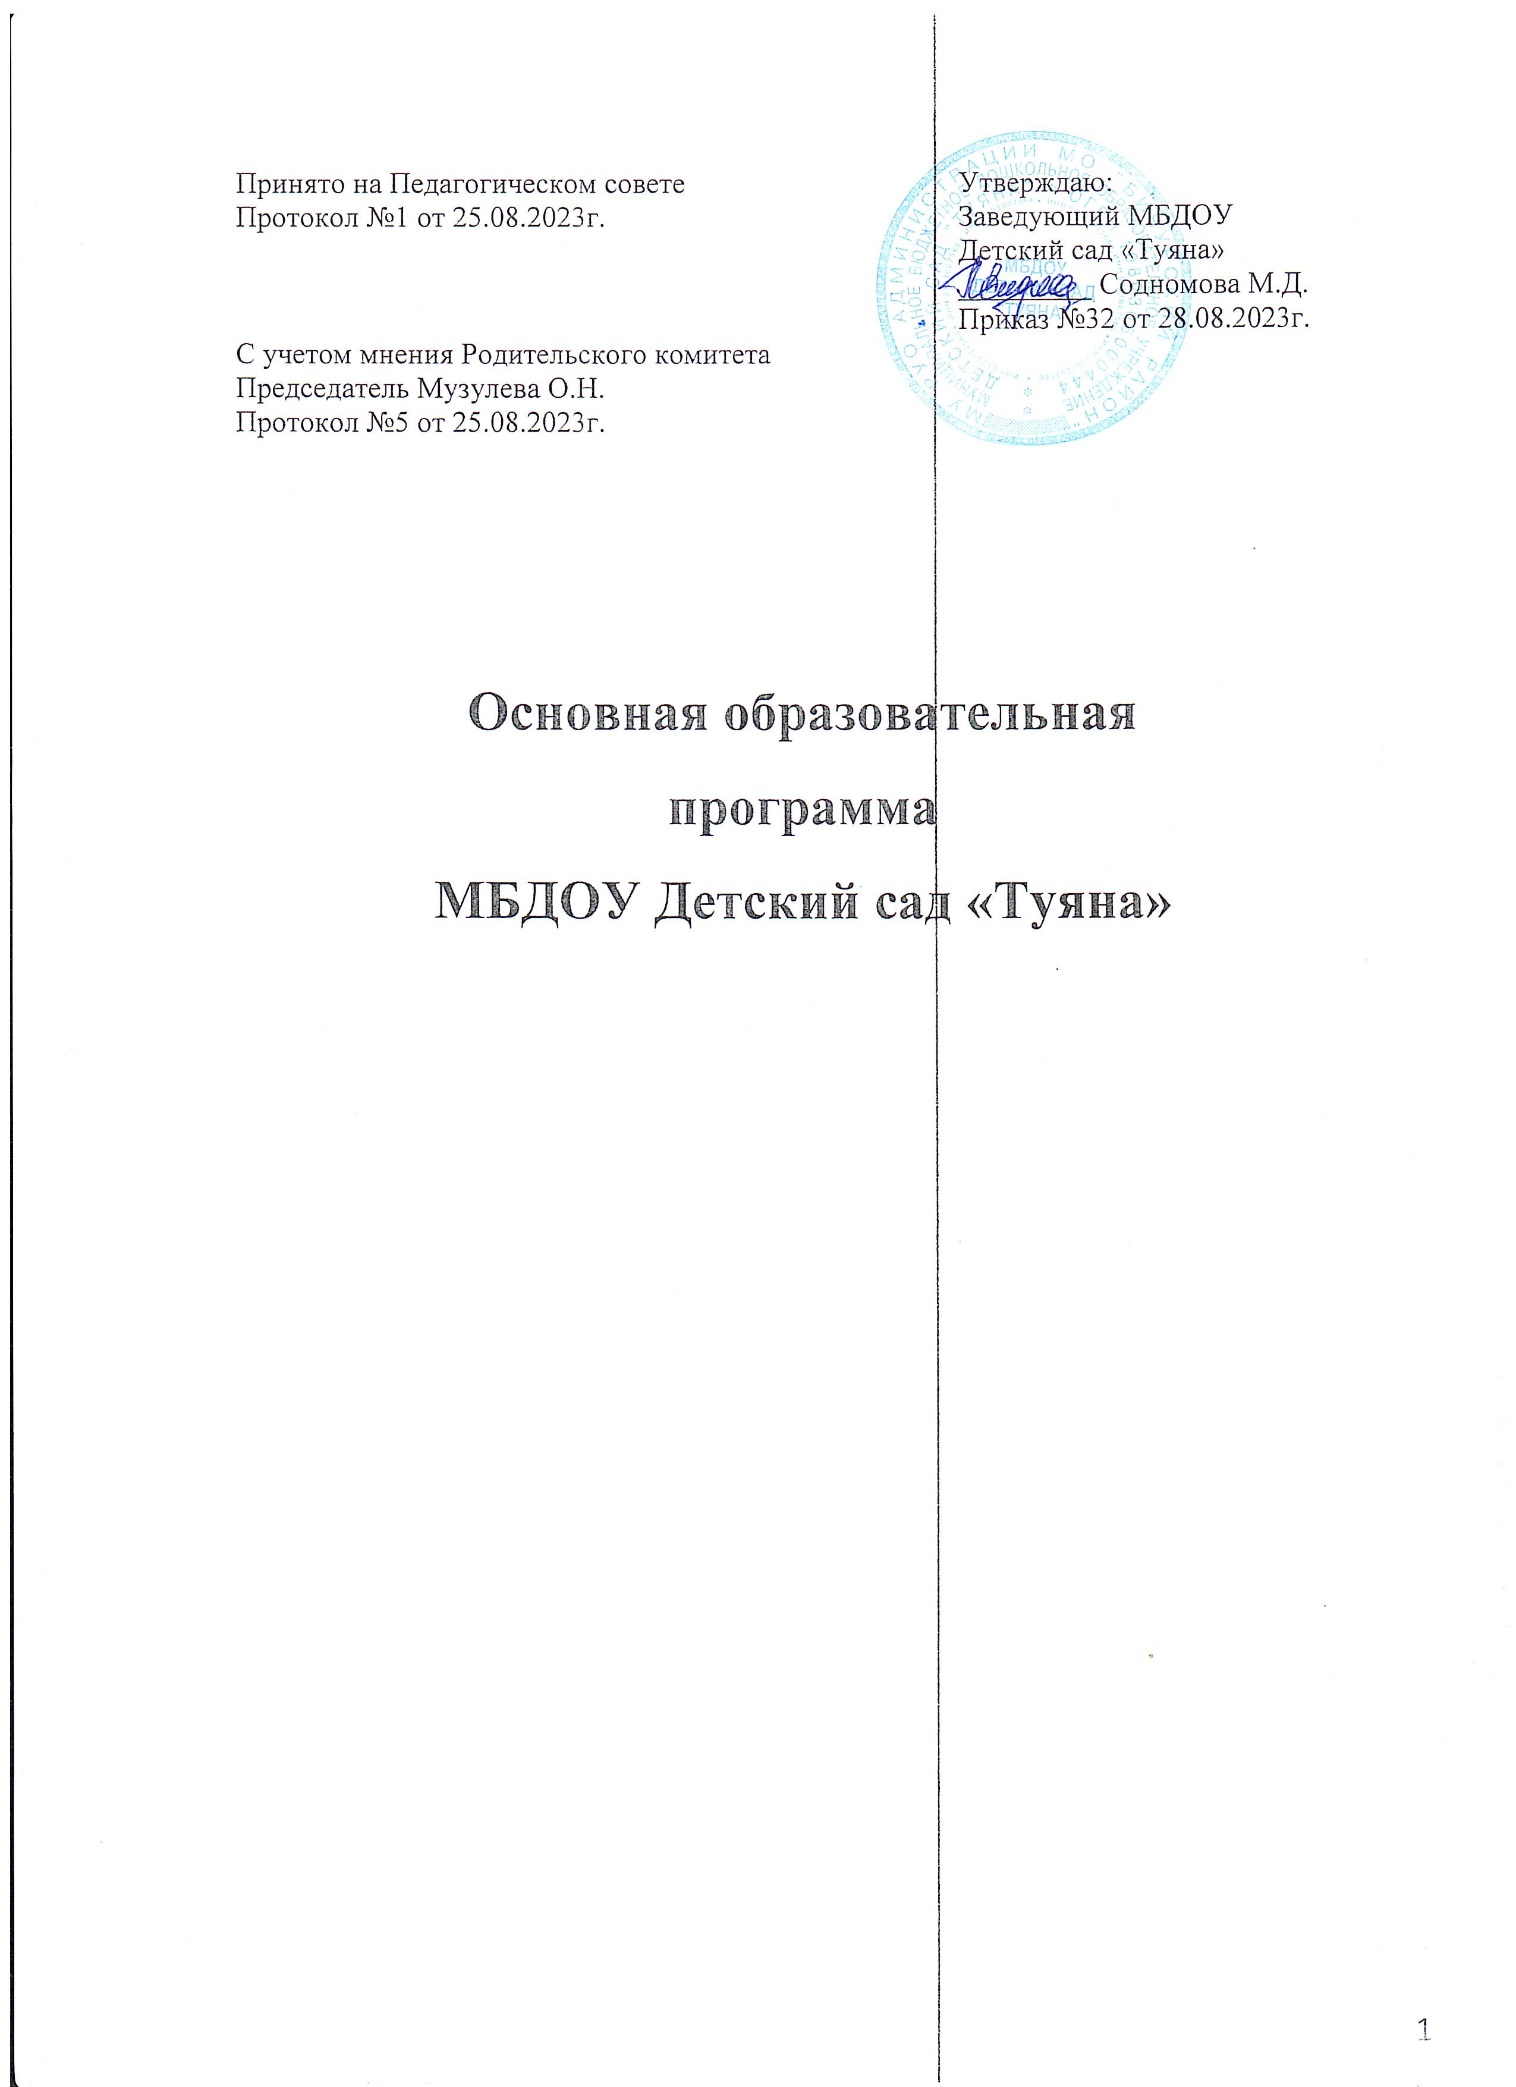 Принято на Педагогическом совете
Протокол №1 от 25.08.2023г.
С учетом мнения Родительского комитета
Председатель Музулева О.Н.
Протокол №5 от 25.08.2023г.
Утверждаю:
Заведующий МБДОУ
Детский сад «Туяна»
Содномова М.Д.
Приказ №32 от 28.08.2023г.
МБДОУ
ТУЯНА
Основная образовательная
программа
МБДОУ Детский сад «Туяна»
1